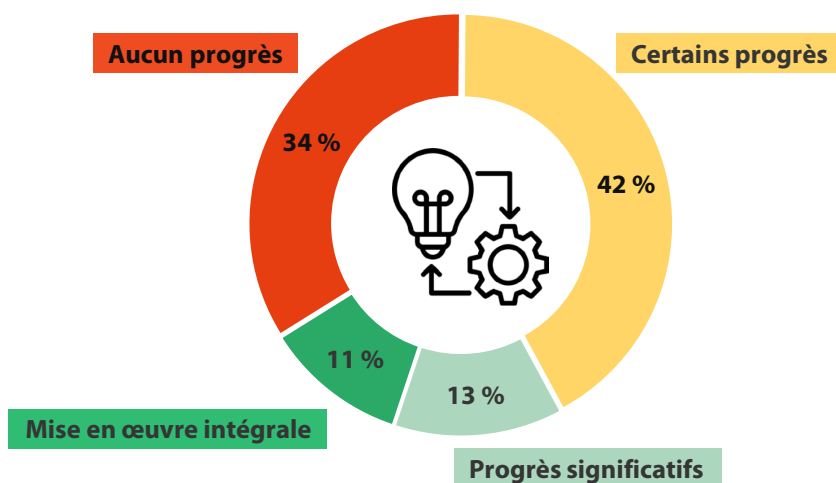 Aucun progrès
Certains progrès
34 %
42 %
11 %
13 %
Mise en œuvre intégrale
Progrès significatifs